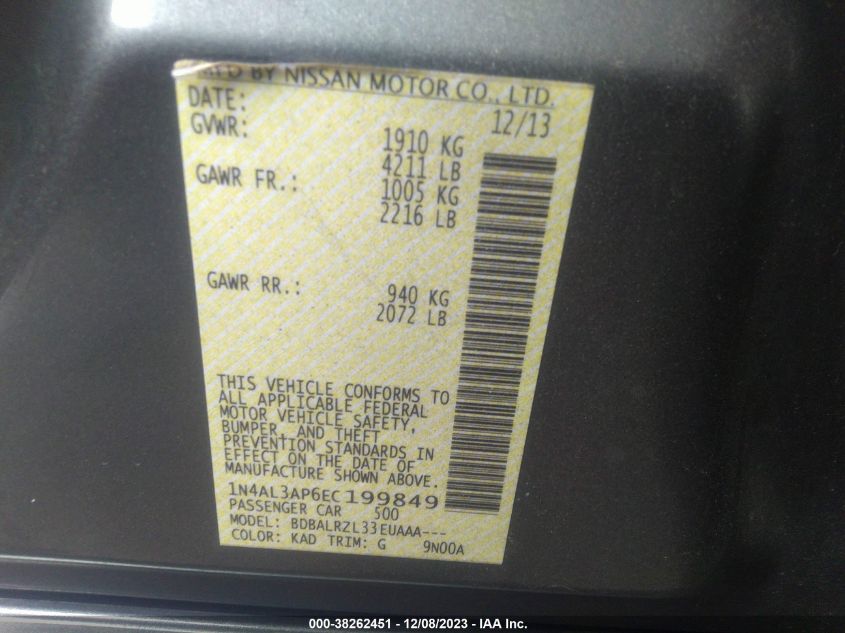 MFD BY NISSAN MOTOR CO., LTD.
DATE: 12/13
GVWR: 1910 KG
4211 LB
GAWR FR.: 1005 KG
2216 LB
GAWR RR.: 940 KG
2072 LB
THIS VEHICLE CONFORMS TO
ALL APPLICABLE FEDERAL
MOTOR VEHICLE SAFETY,
BUMPER, AND THEFT
PREVENTION STANDARDS IN
EFFECT ON THE DATE OF
MANUFACTURE SHOWN ABOVE.
1N4AL3AP6EC199849
PASSENGER CAR 500
MODEL: BDBALRZL33EUAAA---
COLOR: KAD TRIM: G 9N00A
000-38262451 - 12/08/2023 - IAA Inc.